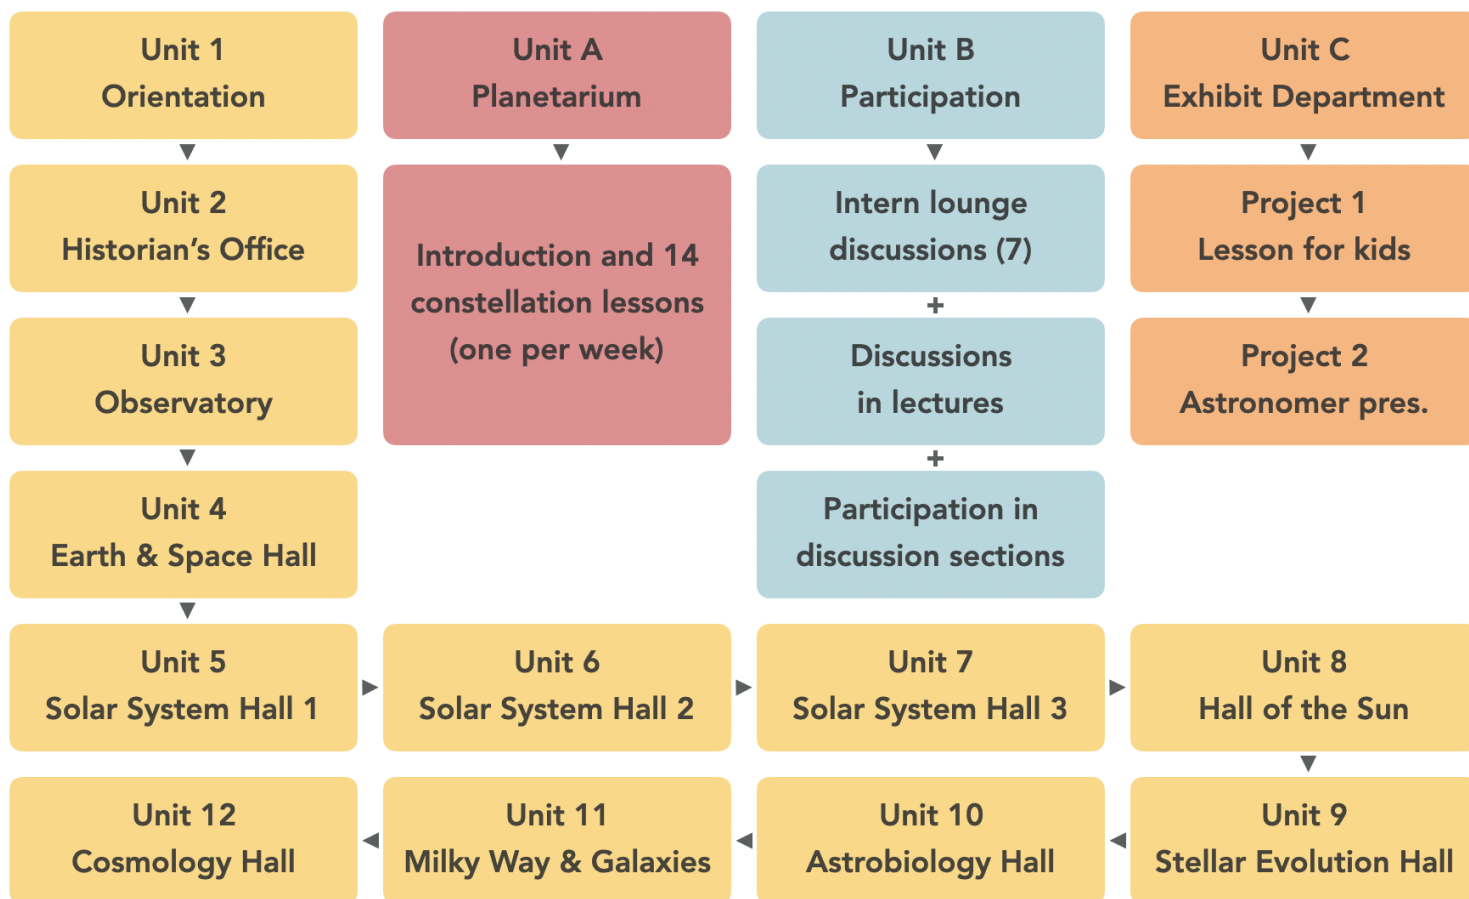 Unit 1
Orientation
Unit A
Planetarium
Unit B
Participation
Unit C
Exhibit Department
Unit 2
Historian's Office
Introduction and 14
constellation lessons
(one per week)
Intern lounge
discussions (7)
+
Project 1
Lesson for kids
Unit 3
Observatory
Discussions
in lectures
+
Project 2
Astronomer pres.
Unit 4
Earth & Space Hall
Participation in
discussion sections
Unit 5
Solar System Hall 1
Unit 6
Solar System Hall 2
Unit 7
Solar System Hall 3
Unit 8
Hall of the Sun
Unit 12
Cosmology Hall
Unit 11
Milky Way & Galaxies
Unit 10
Astrobiology Hall
Unit 9
Stellar Evolution Hall